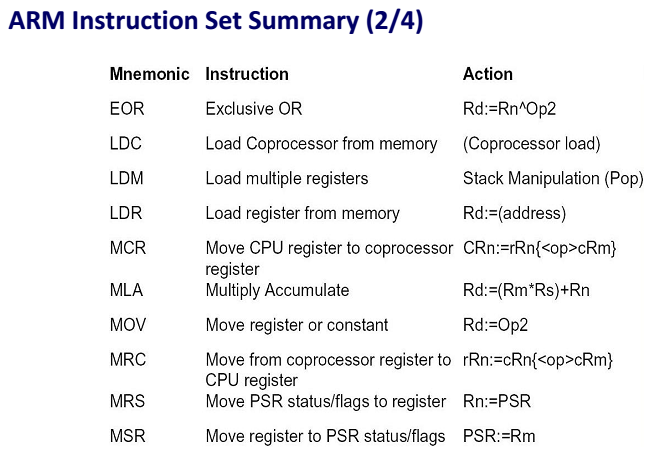 ARM Instruction Set Summary (2/4)
Mnemonic Instruction Action
EOR Exclusive OR Rd:=Rn^Op2
LDC Load Coprocessor from memory (Coprocessor load)
LDM Load multiple registers Stack Manipulation (Pop)
LDR Load register from memory Rd:=(address)
MCR Move CPU register to coprocessor CRn:=rRn{<op>cRm}
register
MLA Multiply Accumulate Rd:=(Rm*Rs)+Rn
MOV Move register or constant Rd:=Op2
MRC Move from coprocessor register to rRn:=cRn{<op>cRm}
CPU register
MRS Move PSR status/flags to register Rn:=PSR
MSR Move register to PSR status/flags PSR:=Rm